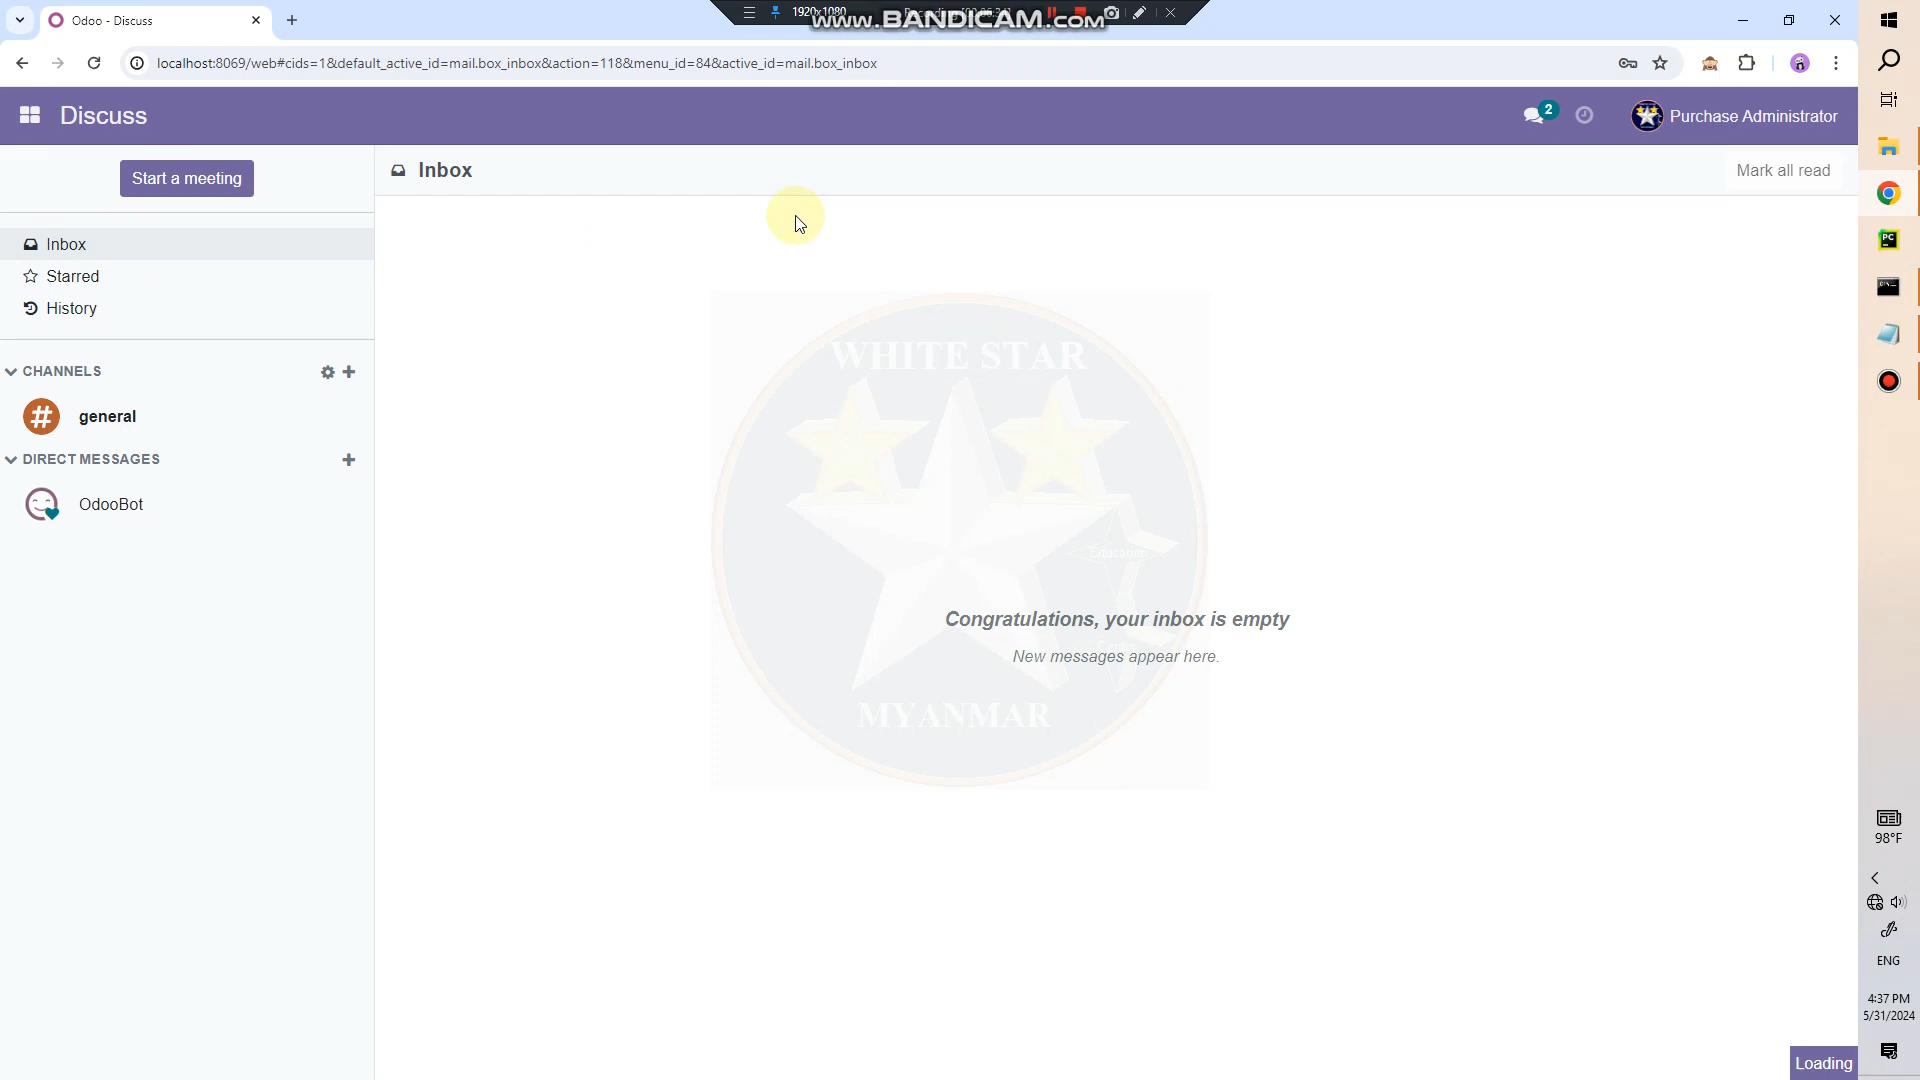 Odoo - Discuss
1920x1080
www.BANDICAM.com
localhost:8069/web#cids=1&default_active_id=mail.box_inbox&action=118&menu_id=84&active_id=mail.box_inbox
Discuss
2
Purchase Administrator
Start a meeting
Inbox
Mark all read
Inbox
Starred
History
CHANNELS
general
DIRECT MESSAGES
OdooBot
WHITE STAR
Education
Congratulations, your inbox is empty
New messages appear here.
MYANMAR
98°F
ENG
4:37 PM
5/31/2024
Loading